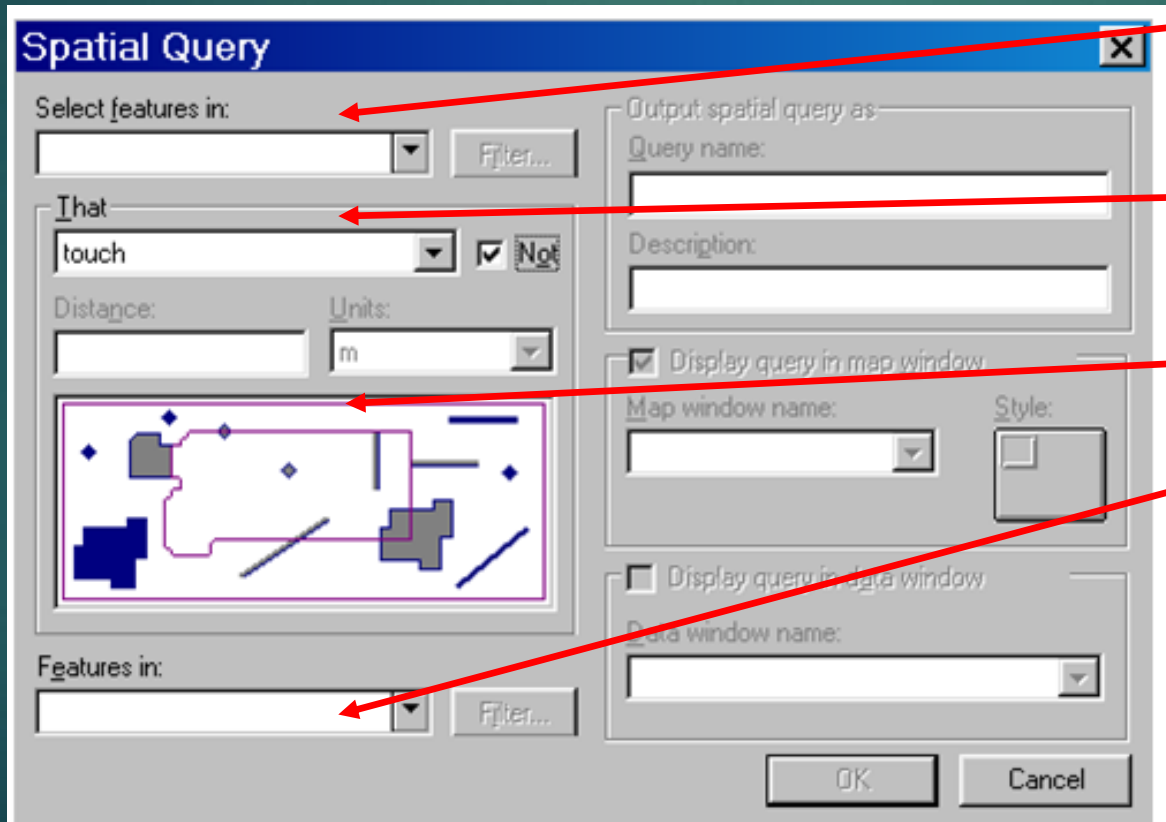 Spatial Query
Select features in:
Filter...
That
touch
Not
Distance:
Units:
m
Features in:
Filter...
Output spatial query as
Query name:
Description:
Display query in map window
Map window name:
Style:
Display query in data window
Data window name:
OK
Cancel